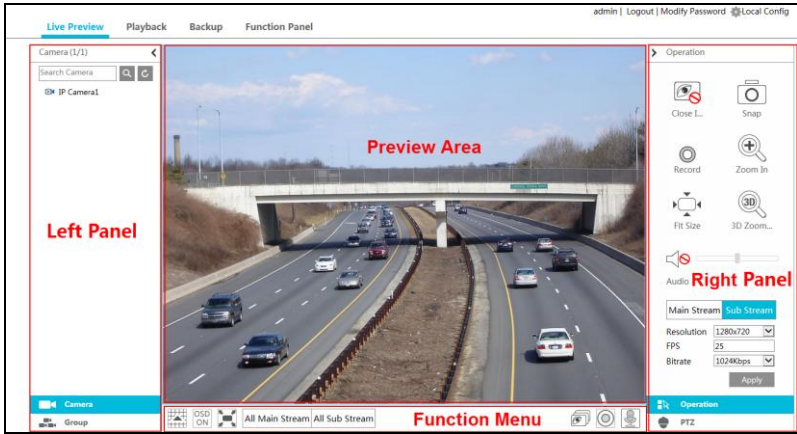 admin | Logout | Modify Password Local Config
Live Preview Playback Backup Function Panel
Camera (1/1)
Search Camera
IP Camera1
Left Panel
Camera
Group
Preview Area
OSD ON
All Main Stream All Sub Stream
Function Menu
Operation
Close I... Snap
Record Zoom In
Fit Size 3D Zoom...
3D
Audio
Right Panel
Main Stream Sub Stream
Resolution 1280x720
FPS 25
Bitrate 1024Kbps
Apply
Operation
PTZ